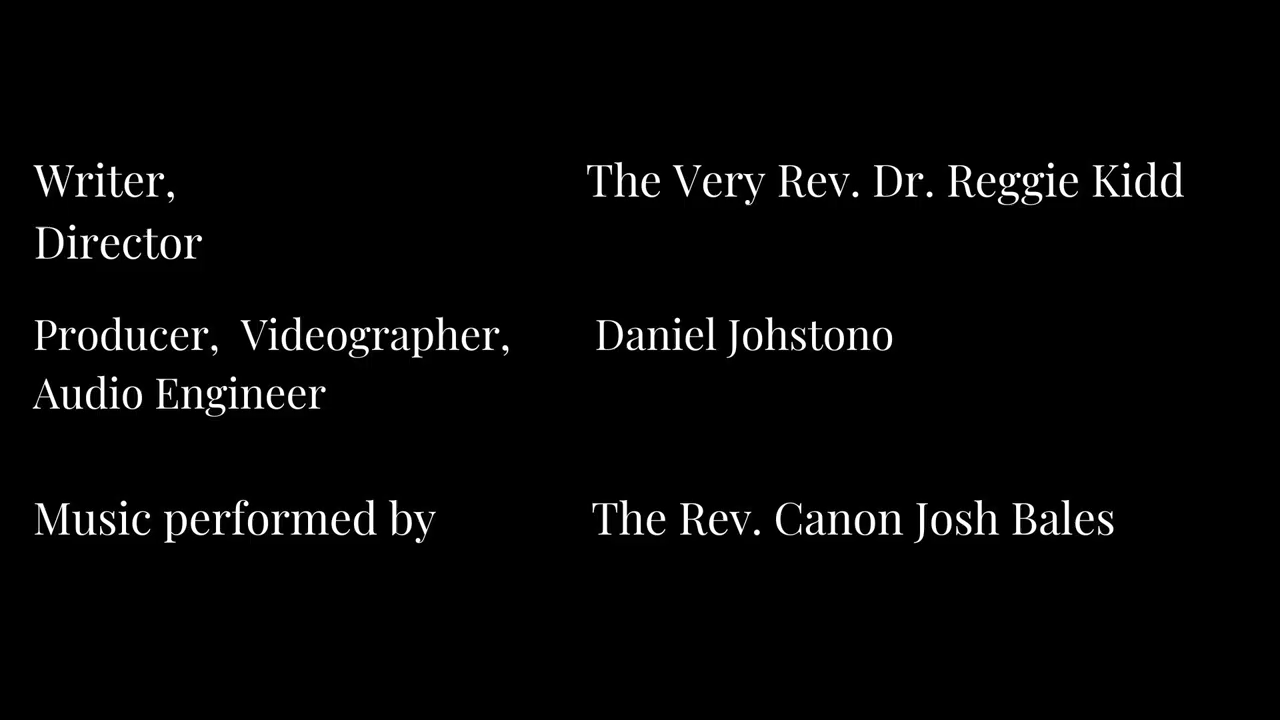 Writer, The Very Rev. Dr. Reggie Kidd
Director
Producer, Videographer, Daniel Johstono
Audio Engineer
Music performed by The Rev. Canon Josh Bales